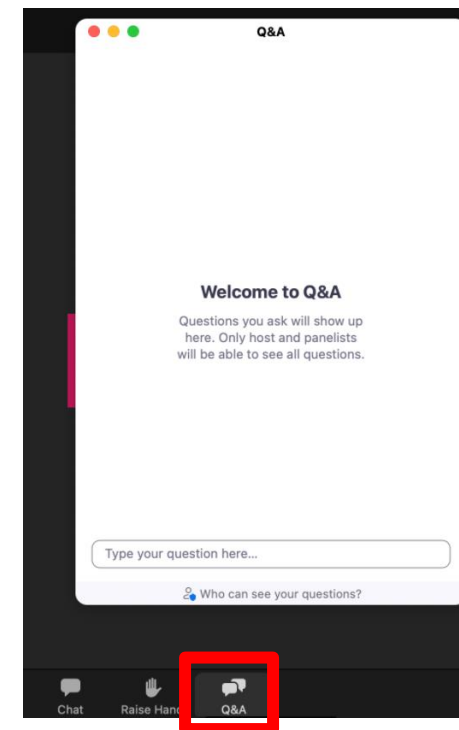 Q&A
Welcome to Q&A
Questions you ask will show up
here. Only host and panelists
will be able to see all questions.
Type your question here...
Who can see your questions?
Chat
Raise Hand
Q&A